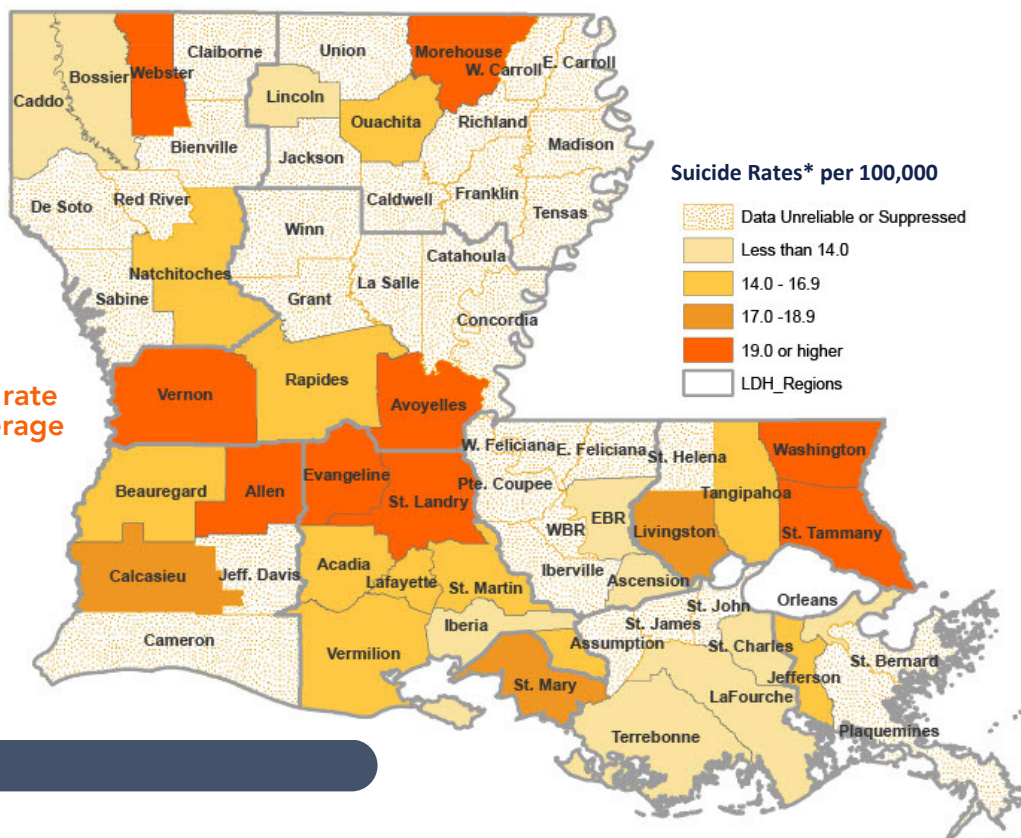 Claiborne
Union
Morehouse
W. Carroll
E. Carroll
Bossier
Webster
Caddo
Lincoln
Ouachita
Richland
Bienville
Jackson
Madison
Franklin
Caldwell
De Soto
Red River
Tensas
Winn
Natchitoches
Catahoula
La Salle
Sabine
Grant
Concordia
Suicide Rates* per 100,000
Data Unreliable or Suppressed
Less than 14.0
14.0 - 16.9
17.0 -18.9
19.0 or higher
LDH_Regions
rate
erage
Vernon
Rapides
Avoyelles
W. Feliciana
E. Feliciana
St. Helena
Washington
Beauregard
Allen
Evangeline
St. Landry
Pte. Coupee
Tangipahoa
WBR
EBR
Livingston
St. Tammany
Calcasieu
Jeff. Davis
Acadia
Lafayette
St. Martin
Iberville
Ascension
Orleans
Cameron
Vermilion
Iberia
Assumption
St. James
St. John
St. Charles
St. Bernard
St. Mary
Jefferson
LaFourche
Terrebonne
Plaquemines